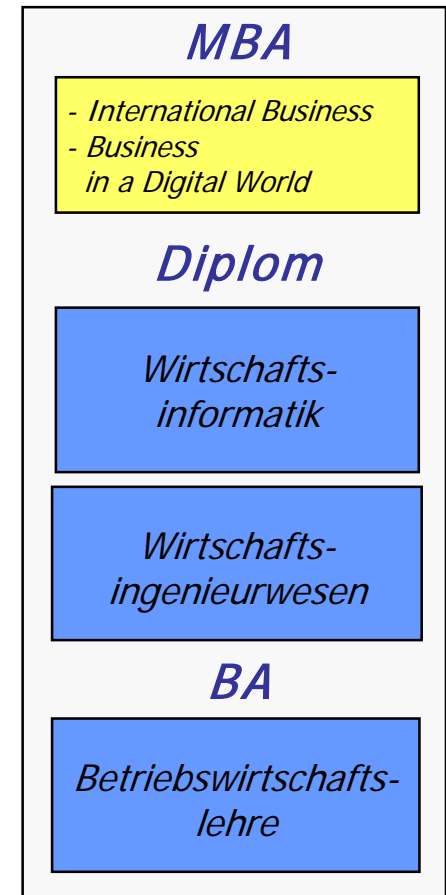 MBA
- International Business
- Business
in a Digital World
Diplom
Wirtschafts-
informatik
Wirtschafts-
ingenieurwesen
BA
Betriebswirtschafts-
lehre